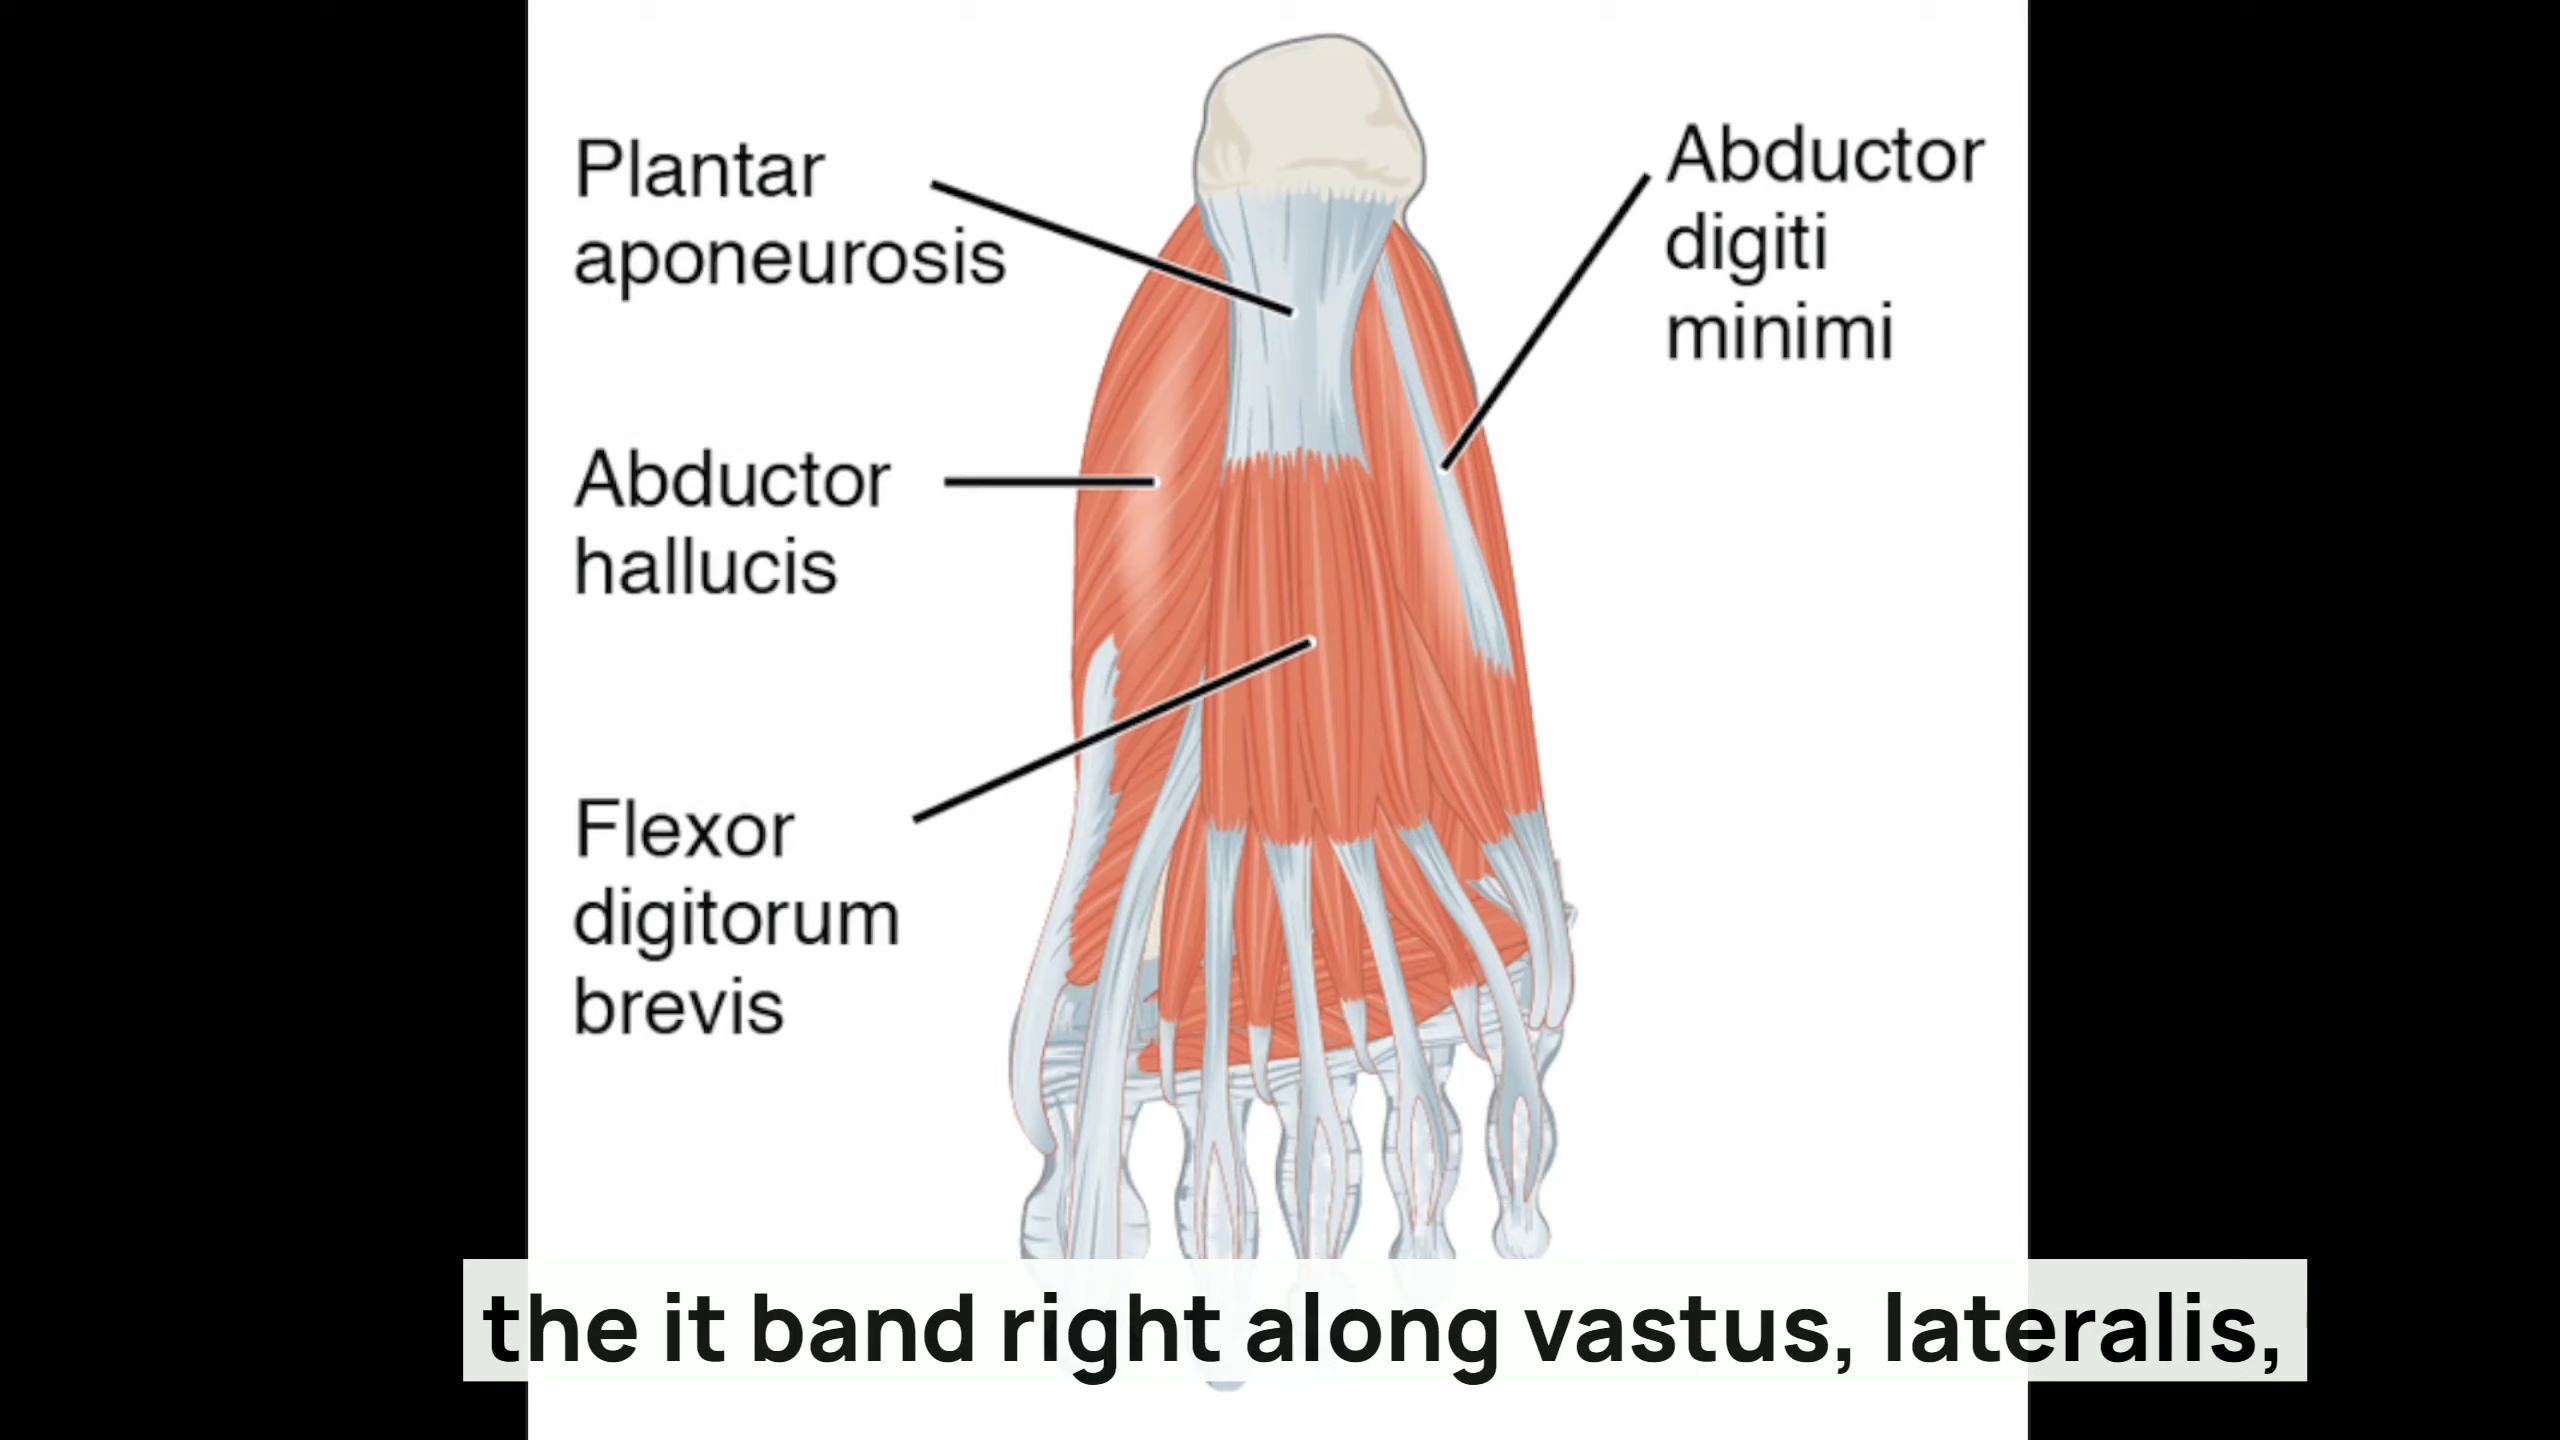 Plantar
aponeurosis
Abductor
digiti
minimi
Abductor
hallucis
Flexor
digitorum
brevis
the it band right along vastus, lateralis,